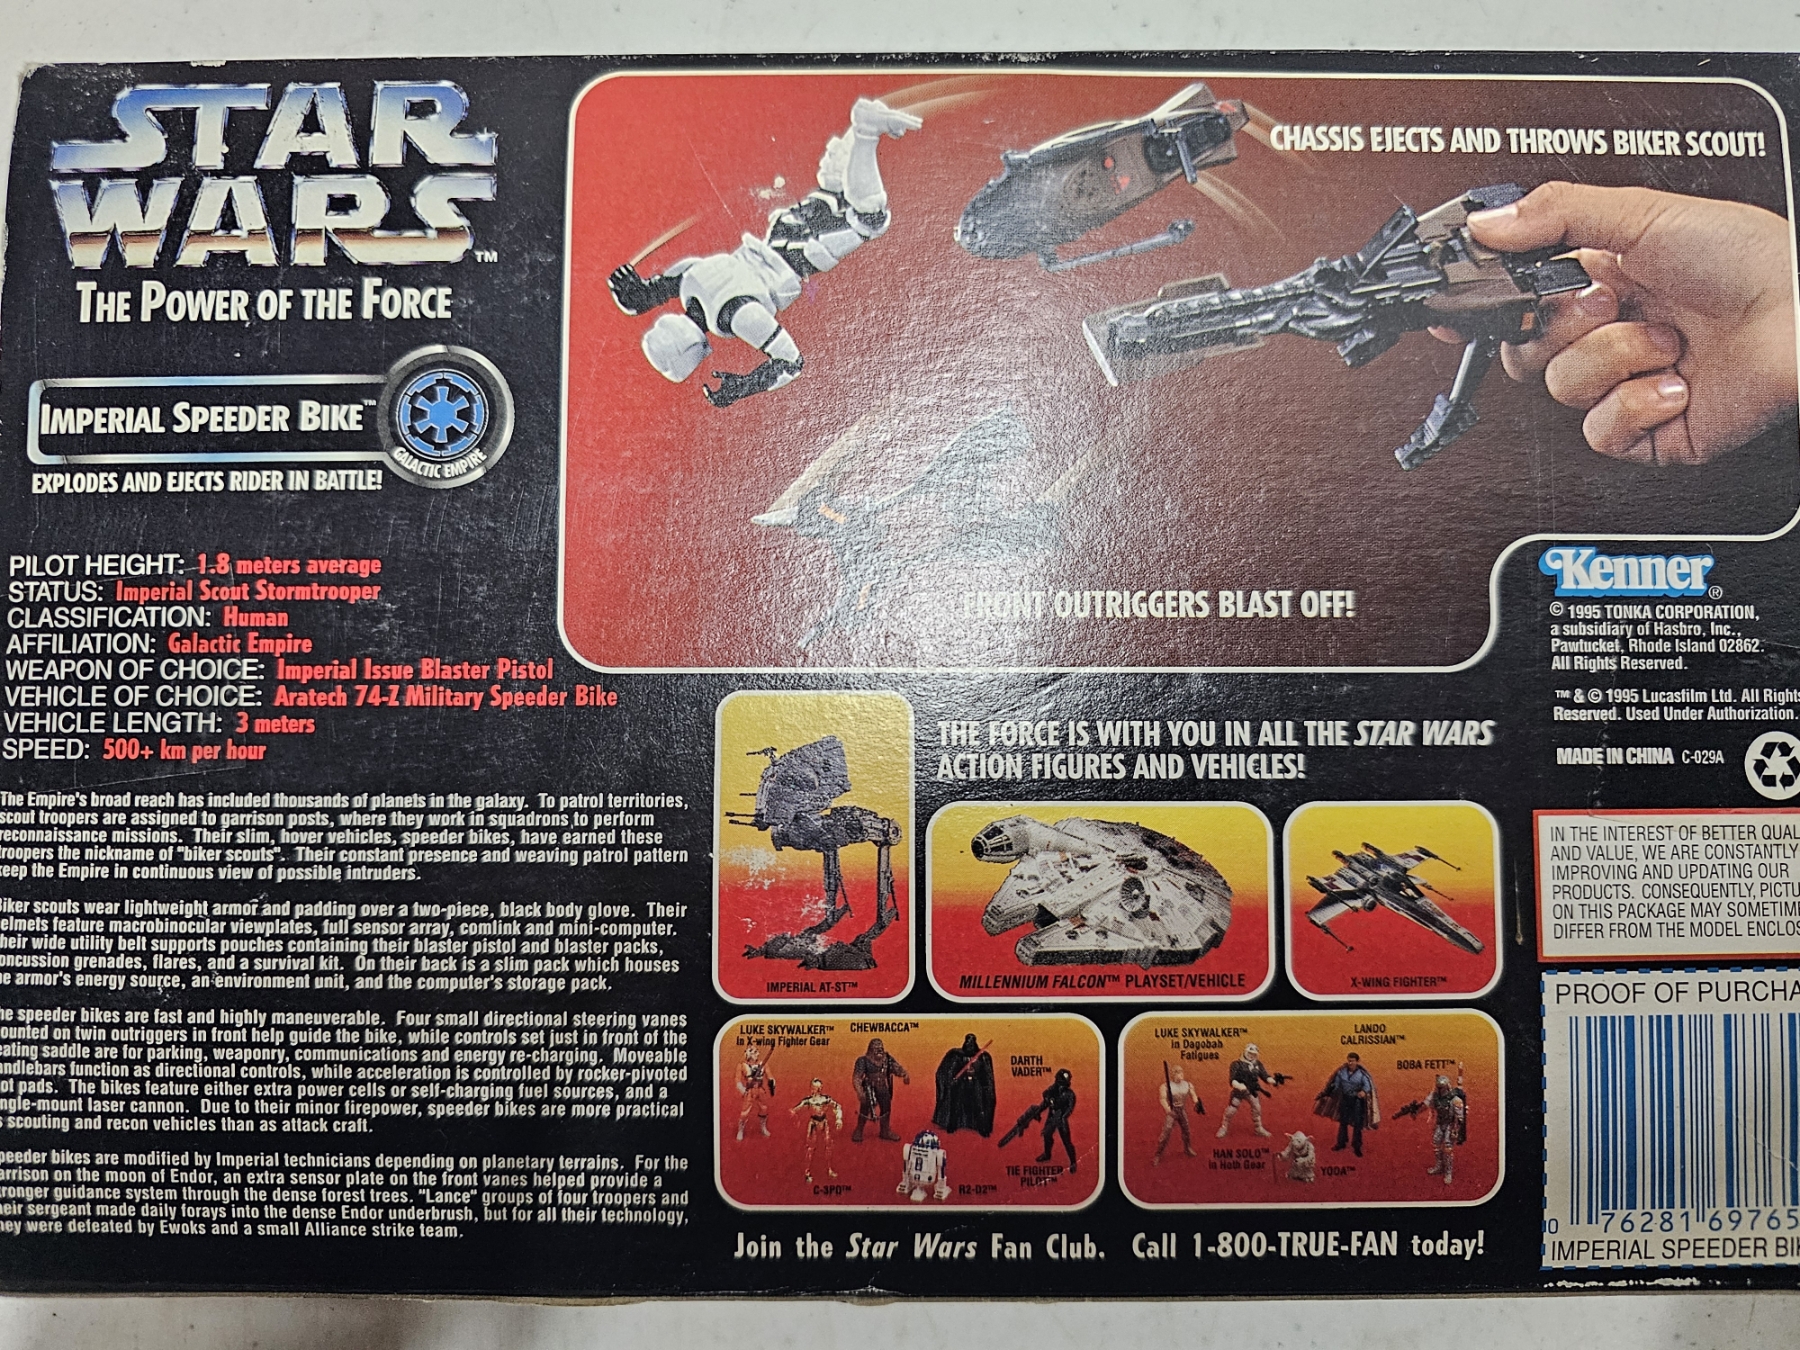 STAR
WARS™
THE POWER OF THE FORCE
IMPERIAL SPEEDER BIKE™
GALACTIC EMPIRE
EXPLODES AND EJECTS RIDER IN BATTLE!
PILOT HEIGHT: 1.8 meters average
STATUS: Imperial Scout Stormtrooper
CLASSIFICATION: Human
AFFILIATION: Galactic Empire
WEAPON OF CHOICE: Imperial Issue Blaster Pistol
VEHICLE OF CHOICE: Aratech 74-Z Military Speeder Bike
VEHICLE LENGTH: 3 meters
SPEED: 500+ km per hour
The Empire's broad reach has included thousands of planets in the galaxy. To patrol territories,
scout troopers are assigned to garrison posts, where they work in squadrons to perform
reconnaissance missions. Their slim, hover vehicles, speeder bikes, have earned these
troopers the nickname of "biker scouts". Their constant presence and weaving patrol pattern
keep the Empire in continuous view of possible intruders.
Biker scouts wear lightweight armor and padding over a two-piece, black body glove. Their
elmets feature macrobinocular viewplates, full sensor array, comlink and mini-computer.
heir wide utility belt supports pouches containing their blaster pistol and blaster packs,
oncussion grenades, flares, and a survival kit. On their back is a slim pack which houses
e armor's energy source, an environment unit, and the computer's storage pack.
he speeder bikes are fast and highly maneuverable. Four small directional steering vanes
ounted on twin outriggers in front help guide the bike, while controls set just in front of the
eating saddle are for parking, weaponry, communications and energy re-charging. Moveable
andlebars function as directional controls, while acceleration is controlled by rocker-pivoted
ot pads. The bikes feature either extra power cells or self-charging fuel sources, and a
ngle-mount laser cannon. Due to their minor firepower, speeder bikes are more practical
s scouting and recon vehicles than as attack craft.
peeder bikes are modified by Imperial technicians depending on planetary terrains. For the
arrison on the moon of Endor, an extra sensor plate on the front vanes helped provide a
ronger guidance system through the dense forest trees. "Lance" groups of four troopers and
eir sergeant made daily forays into the dense Endor underbrush, but for all their technology,
ey were defeated by Ewoks and a small Alliance strike team.
CHASSIS EJECTS AND THROWS BIKER SCOUT!
FRONT OUTRIGGERS BLAST OFF!
Kenner®
© 1995 TONKA CORPORATION,
a subsidiary of Hasbro, Inc.,
Pawtucket, Rhode Island 02862.
All Rights Reserved.
™ & © 1995 Lucasfilm Ltd. All Rights
Reserved. Used Under Authorization.
MADE IN CHINA C-029A
THE FORCE IS WITH YOU IN ALL THE STAR WARS
ACTION FIGURES AND VEHICLES!
IMPERIAL AT-ST™
MILLENNIUM FALCON™ PLAYSET/VEHICLE
X-WING FIGHTER™
LUKE SKYWALKER™
in X-wing Fighter Gear
CHEWBACCA™
DARTH
VADER™
C-3PO™
R2-D2™
TIE FIGHTER
PILOT™
LUKE SKYWALKER™
in Dagobah
Fatigues
LANDO
CALRISSIAN™
BOBA FETT™
HAN SOLO™
in Hoth Gear
YODA™
Join the Star Wars Fan Club. Call 1-800-TRUE-FAN today!
IN THE INTEREST OF BETTER QUAL
AND VALUE, WE ARE CONSTANTLY
IMPROVING AND UPDATING OUR
PRODUCTS. CONSEQUENTLY, PICTU
ON THIS PACKAGE MAY SOMETIM
DIFFER FROM THE MODEL ENCLOS
PROOF OF PURCHA
0 76281 69765
IMPERIAL SPEEDER BI